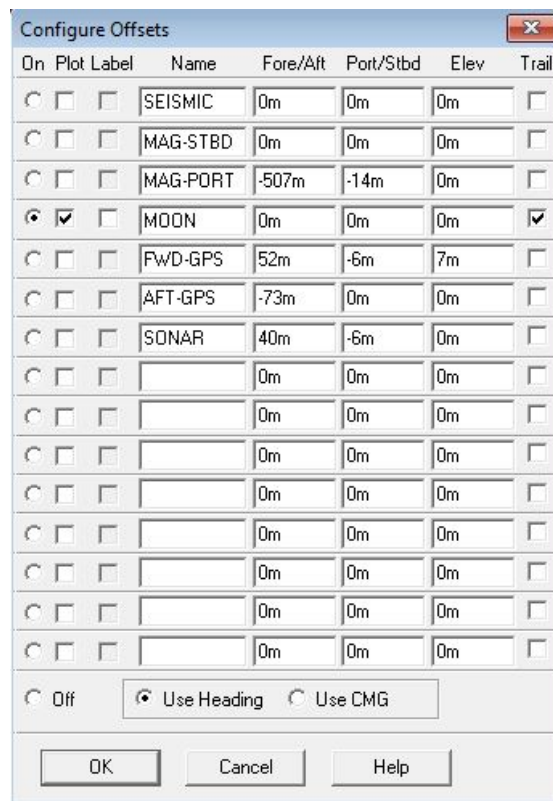 Configure Offsets
On Plot Label Name Fore/Aft Port/Stbd Elev Trail
SEISMIC 0m 0m 0m
MAG-STBD 0m 0m 0m
MAG-PORT -507m -14m 0m
MOON 0m 0m 0m
FWD-GPS 52m -6m 7m
AFT-GPS -73m 0m 0m
SONAR 40m -6m 0m
0m 0m 0m
0m 0m 0m
0m 0m 0m
0m 0m 0m
0m 0m 0m
0m 0m 0m
0m 0m 0m
0m 0m 0m
Off Use Heading Use CMG
OK Cancel Help